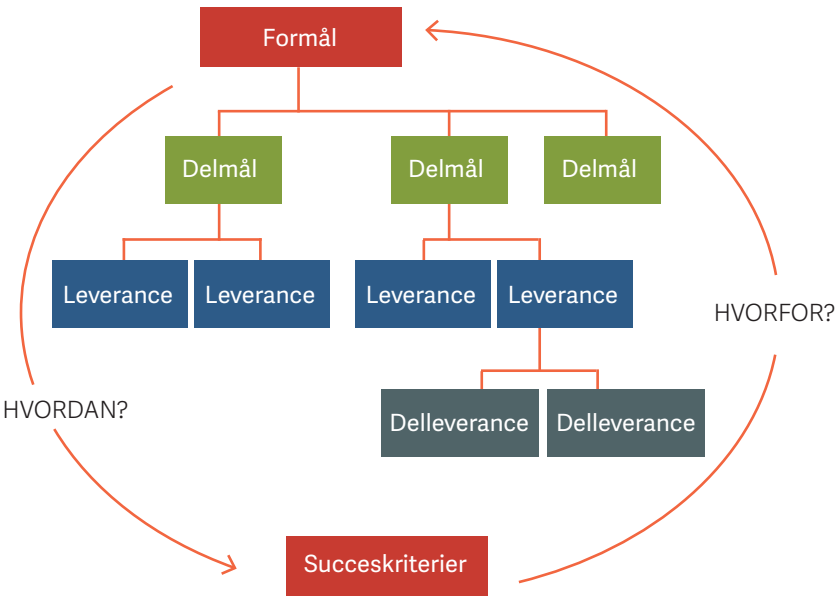 Formål
Delmål
Delmål
Delmål
Leverance
Leverance
Leverance
Leverance
HVORFOR?
HVORDAN?
Delleverance
Delleverance
Succeskriterier